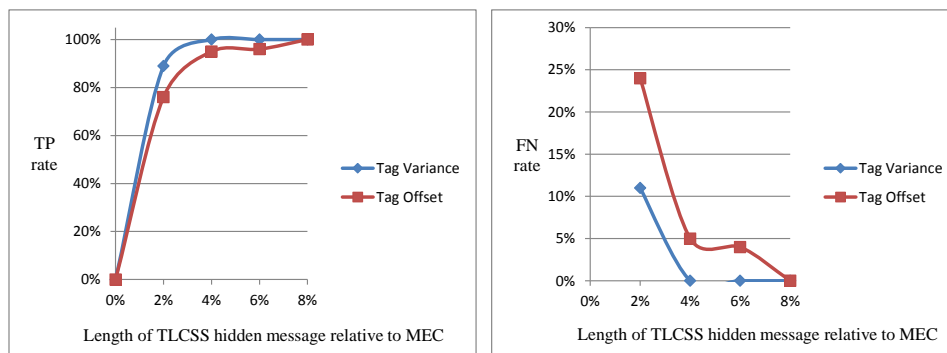 100%
80%
60%
40%
20%
0%
TP
rate
0% 2% 4% 6% 8%
Tag Variance
Tag Offset
Length of TLCSS hidden message relative to MEC
30%
25%
20%
15%
10%
5%
0%
FN
rate
0% 2% 4% 6% 8%
Tag Variance
Tag Offset
Length of TLCSS hidden message relative to MEC